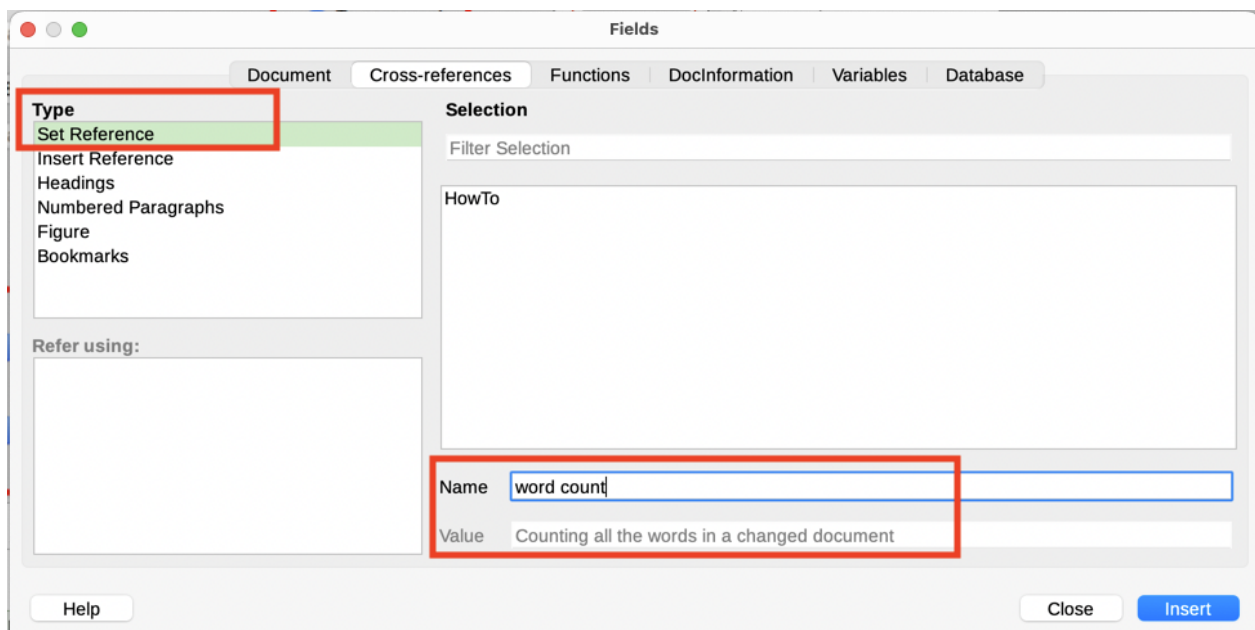 Fields
Document Cross-references Functions DocInformation Variables Database
Type
Set Reference
Insert Reference
Headings
Numbered Paragraphs
Figure
Bookmarks
Refer using:
Selection
Filter Selection
HowTo
Name word count
Value Counting all the words in a changed document
Help Close Insert